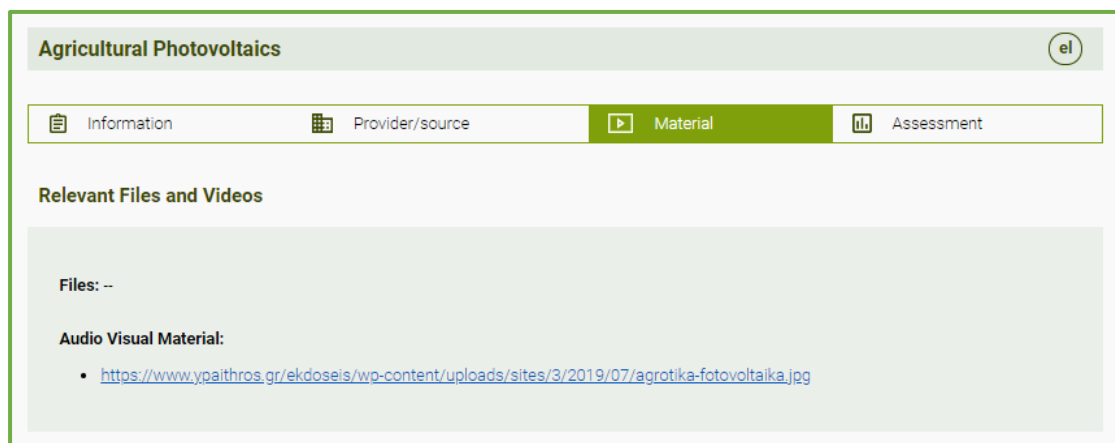 Agricultural Photovoltaics
el
Information
Provider/source
Material
Assessment
Relevant Files and Videos
Files: --
Audio Visual Material:
• https://www.ypaithros.gr/ekdoseis/wp-content/uploads/sites/3/2019/07/agrotika-fotovoltaika.jpg